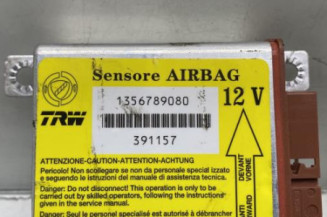 Sensore AIRBAG
1356789080
12 V
TRW
391157
ATTENZIONE-CAUTION-ATTENTION-ACHTUNG
Pericolo! Non scollegare se non da personale special izzato
e seguendo le istruzioni del manuale di assistenza tecnica.
Danger: Do not disconnect! This operation is only to be
carried out by skilled operators, following the instruction
given in the service manual.
Danger! Seul le personnel spécialisé est autorisé à débrancher
DEVANT
VORNE
FORWARD